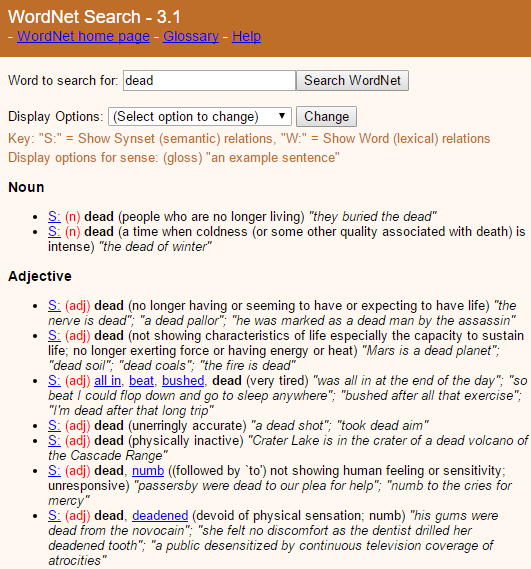 WordNet Search - 3.1
- WordNet home page - Glossary - Help
Word to search for: dead Search WordNet
Display Options: (Select option to change) Change
Key: "S:" = Show Synset (semantic) relations, "W:" = Show Word (lexical) relations
Display options for sense: (gloss) "an example sentence"
Noun
• S: (n) dead (people who are no longer living) "they buried the dead"
• S: (n) dead (a time when coldness (or some other quality associated with death) is
intense) "the dead of winter"
Adjective
• S: (adj) dead (no longer having or seeming to have or expecting to have life) "the
nerve is dead"; "a dead pallor"; "he was marked as a dead man by the assassin"
• S: (adj) dead (not showing characteristics of life especially the capacity to sustain
life; no longer exerting force or having energy or heat) "Mars is a dead planet";
"dead soil"; "dead coals"; "the fire is dead"
• S: (adj) all in, beat, bushed, dead (very tired) "was all in at the end of the day"; "so
beat I could flop down and go to sleep anywhere"; "bushed after all that exercise";
"I'm dead after that long trip"
• S: (adj) dead (unerringly accurate) "a dead shot"; "took dead aim"
• S: (adj) dead (physically inactive) "Crater Lake is in the crater of a dead volcano of
the Cascade Range"
• S: (adj) dead, numb ((followed by `to') not showing human feeling or sensitivity;
unresponsive) "passersby were dead to our plea for help"; "numb to the cries for
mercy"
• S: (adj) dead, deadened (devoid of physical sensation; numb) "his gums were
dead from the novocain"; "she felt no discomfort as the dentist drilled her
deadened tooth"; "a public desensitized by continuous television coverage of
atrocities"